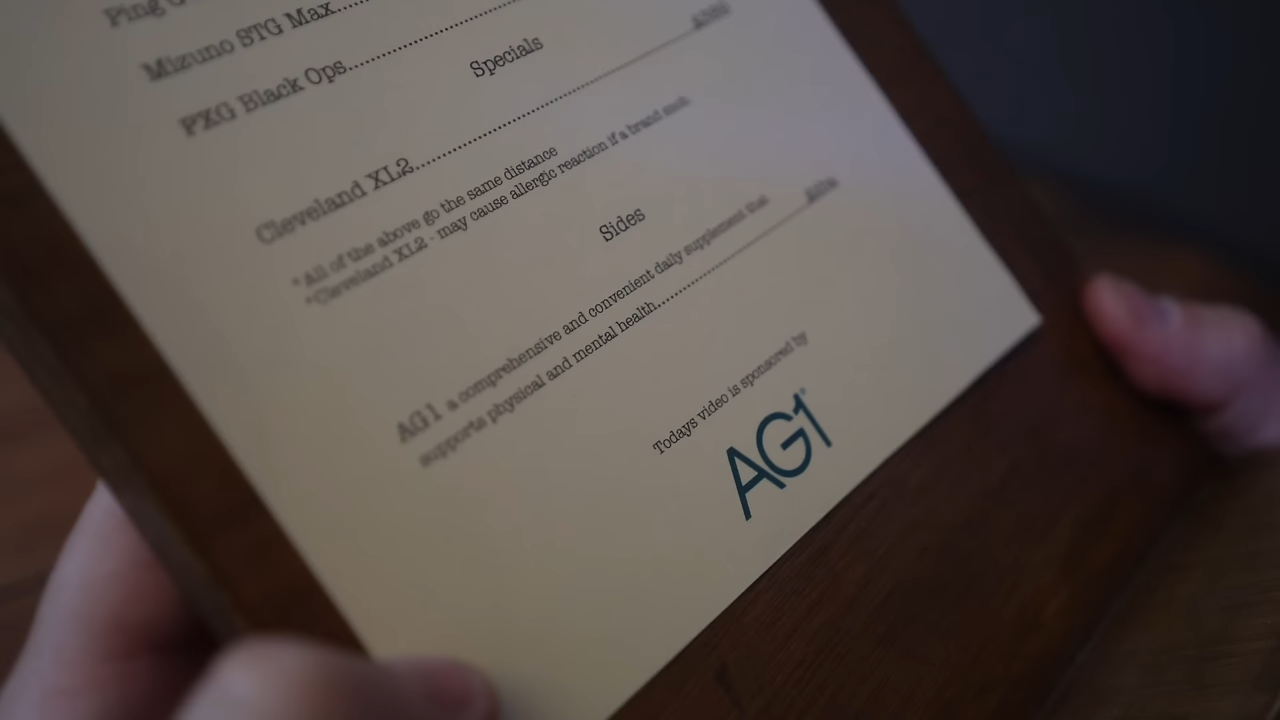 Ping
Mizuno STG Max
PXG Black Ops
Specials
Cleveland XL2
* All of the above go the same distance
*Cleveland XL2 - may cause allergic reaction if a brand snob
Sides
AG1 a comprehensive and convenient daily supplement that
supports physical and mental health
Todays video is sponsored by
AG1